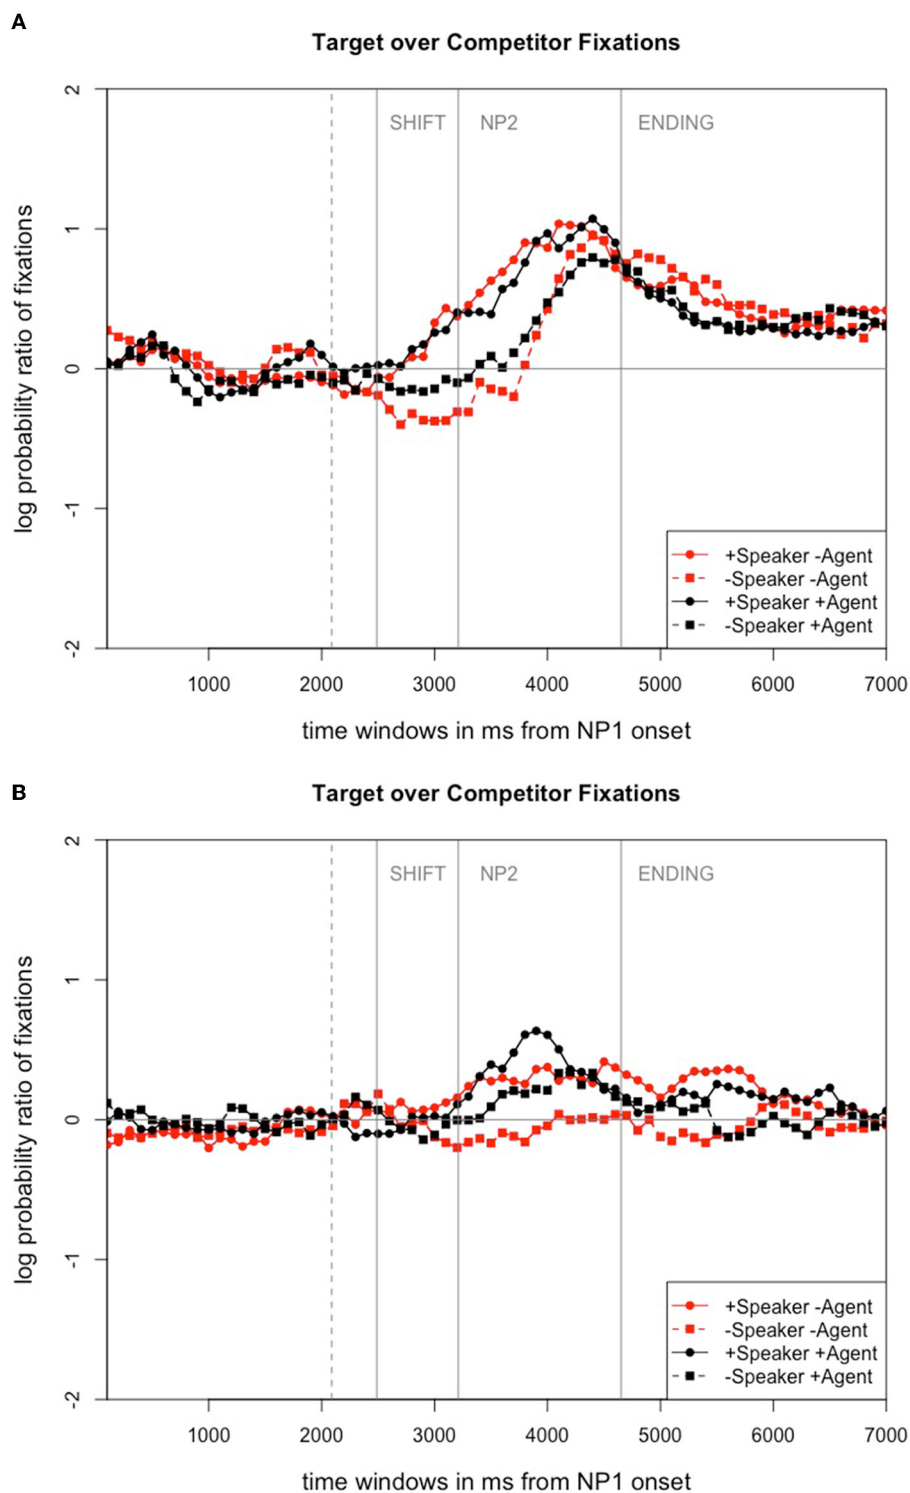 A
Target over Competitor Fixations
log probability ratio of fixations
2
1
0
-1
-2
SHIFT NP2 ENDING
+Speaker -Agent
-Speaker -Agent
+Speaker +Agent
-Speaker +Agent
1000 2000 3000 4000 5000 6000 7000
time windows in ms from NP1 onset
B
Target over Competitor Fixations
log probability ratio of fixations
2
1
0
-1
-2
SHIFT NP2 ENDING
+Speaker -Agent
-Speaker -Agent
+Speaker +Agent
-Speaker +Agent
1000 2000 3000 4000 5000 6000 7000
time windows in ms from NP1 onset